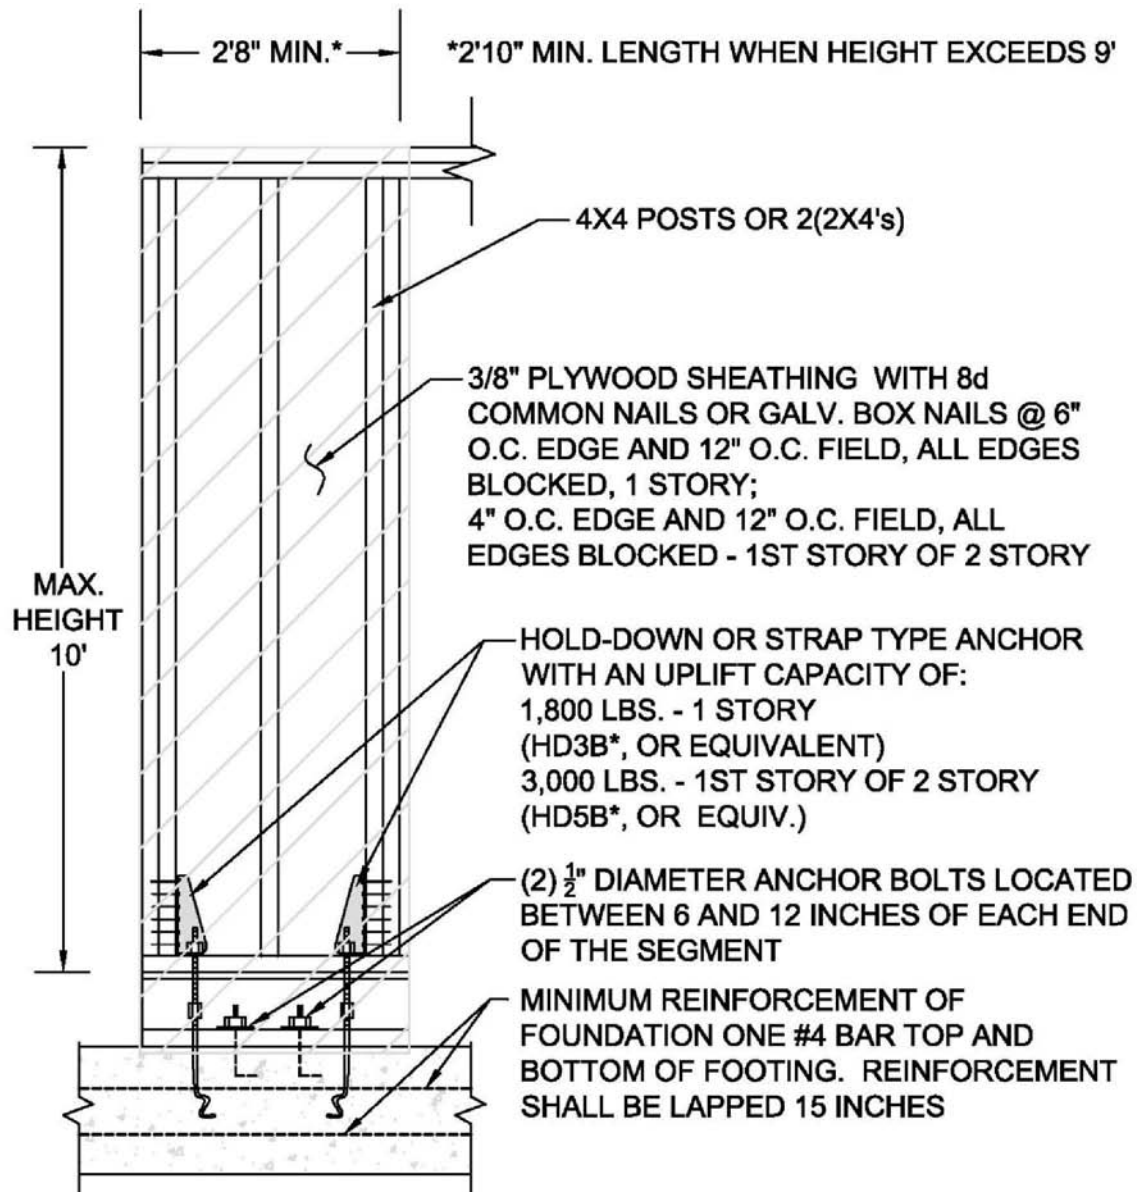 2'8" MIN.*
*2'10" MIN. LENGTH WHEN HEIGHT EXCEEDS 9'
4X4 POSTS OR 2(2X4's)
3/8" PLYWOOD SHEATHING WITH 8d
COMMON NAILS OR GALV. BOX NAILS @ 6"
O.C. EDGE AND 12" O.C. FIELD, ALL EDGES
BLOCKED, 1 STORY;
4" O.C. EDGE AND 12" O.C. FIELD, ALL
EDGES BLOCKED - 1ST STORY OF 2 STORY
MAX.
HEIGHT
10'
HOLD-DOWN OR STRAP TYPE ANCHOR
WITH AN UPLIFT CAPACITY OF:
1,800 LBS. - 1 STORY
(HD3B*, OR EQUIVALENT)
3,000 LBS. - 1ST STORY OF 2 STORY
(HD5B*, OR EQUIV.)
(2) 1/2" DIAMETER ANCHOR BOLTS LOCATED
BETWEEN 6 AND 12 INCHES OF EACH END
OF THE SEGMENT
MINIMUM REINFORCEMENT OF
FOUNDATION ONE #4 BAR TOP AND
BOTTOM OF FOOTING. REINFORCEMENT
SHALL BE LAPPED 15 INCHES